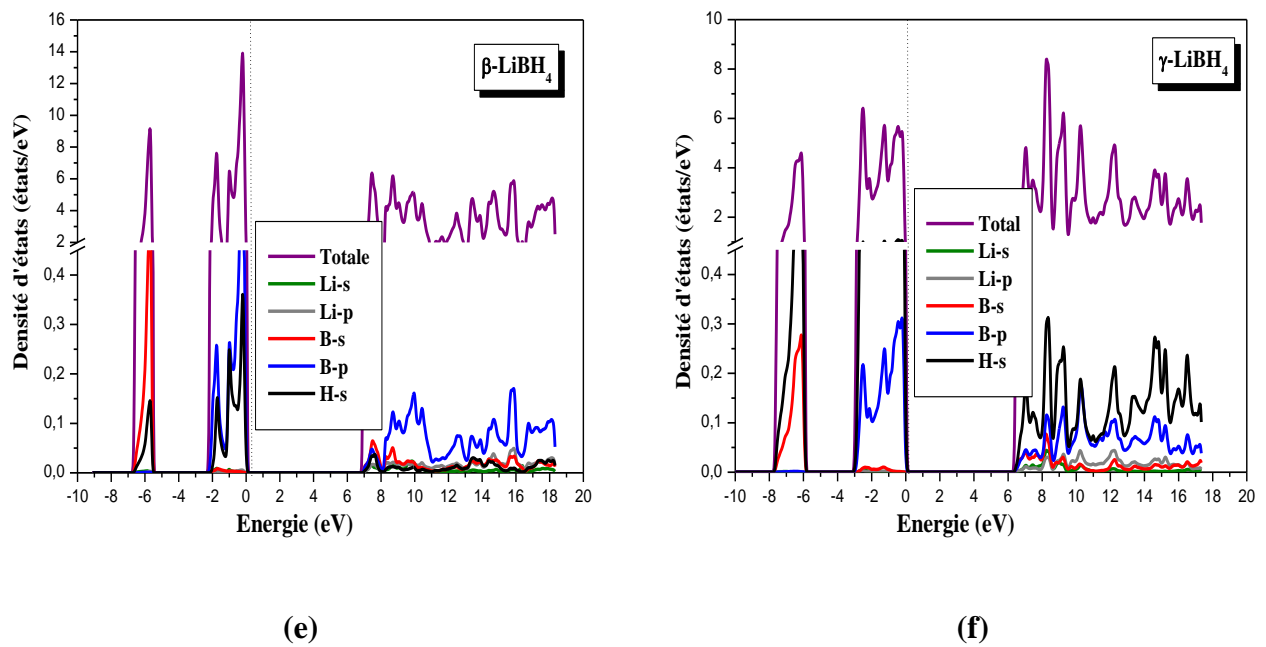 β-LiBH4
Densité d'états (états/eV)
16
14
12
10
8
6
4
2
0,4
0,3
0,2
0,1
0,0
Totale
Li-s
Li-p
B-s
B-p
H-s
-10 -8 -6 -4 -2 0 2 4 6 8 10 12 14 16 18 20
Energie (eV)
(e)
γ-LiBH4
Densité d'états (états/eV)
10
8
6
4
2
0,4
0,3
0,2
0,1
0,0
Total
Li-s
Li-p
B-s
B-p
H-s
-10 -8 -6 -4 -2 0 2 4 6 8 10 12 14 16 18 20
Energie (eV)
(f)